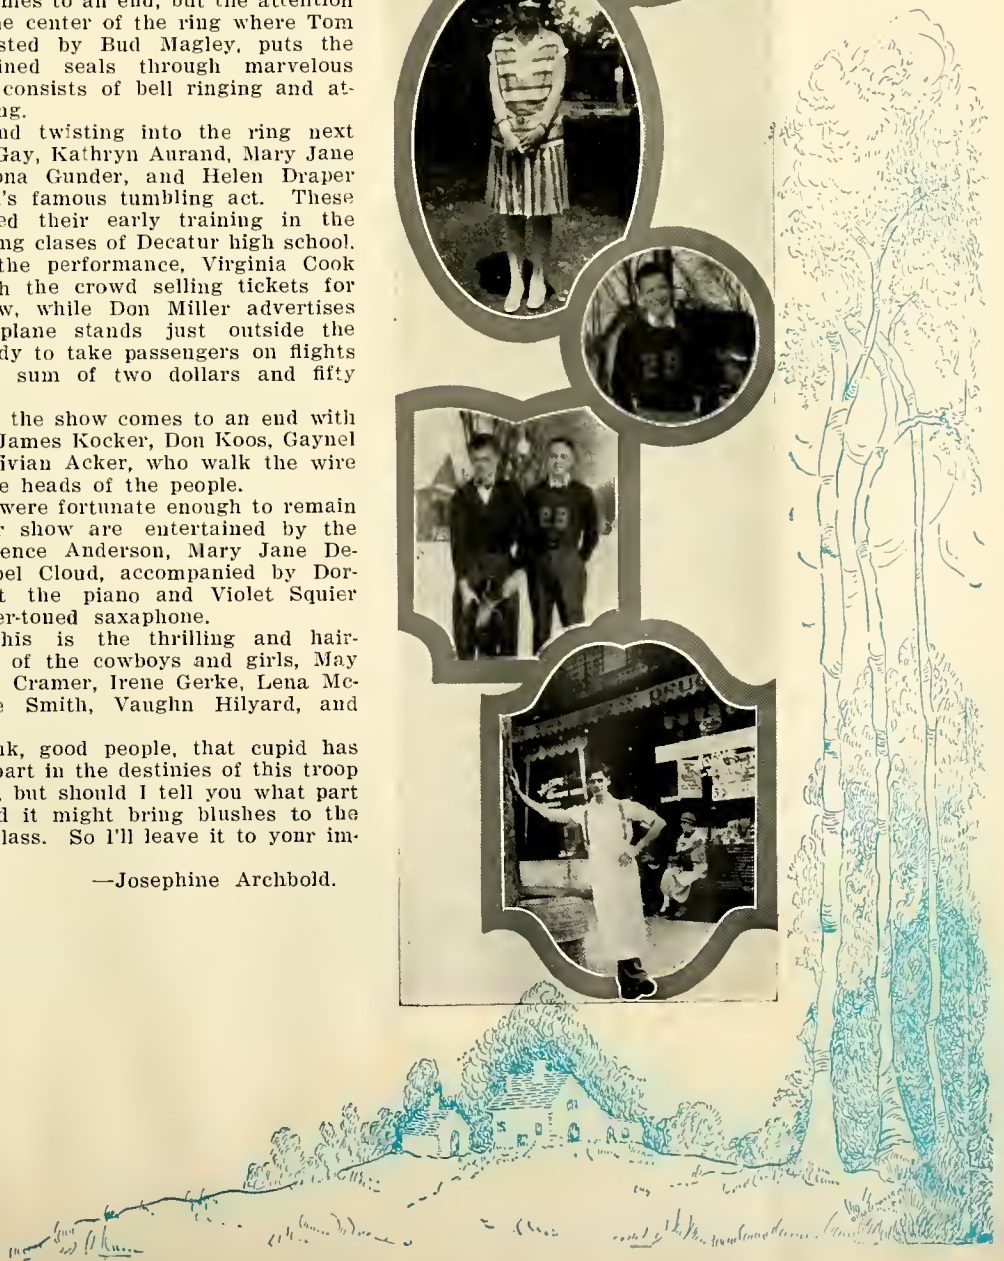 mes to an end, but the attention
e center of the ring where Tom
sted by Bud Magley, puts the
ined seals through marvelous
consists of bell ringing and at-
ng.
nd twisting into the ring next
Gay, Kathryn Aurand, Mary Jane
ona Gunder, and Helen Draper
's famous tumbling act. These
ed their early training in the
ng clases of Decatur high school.
the performance, Virginia Cook
h the crowd selling tickets for
w, while Don Miller advertises
plane stands just outside the
dy to take passengers on flights
sum of two dollars and fifty
the show comes to an end with
James Kocker, Don Koos, Gaynel
ivian Acker, who walk the wire
e heads of the people.
were fortunate enough to remain
r show are entertained by the
ence Anderson, Mary Jane De-
bel Cloud, accompanied by Dor-
t the piano and Violet Squier
er-toned saxaphone.
his is the thrilling and hair-
of the cowboys and girls, May
Cramer, Irene Gerke, Lena Mc-
e Smith, Vaughn Hilyard, and
nk, good people, that cupid has
part in the destinies of this troop
, but should I tell you what part
d it might bring blushes to the
lass. So I'll leave it to your im-
—Josephine Archbold.
29
29
DRUG